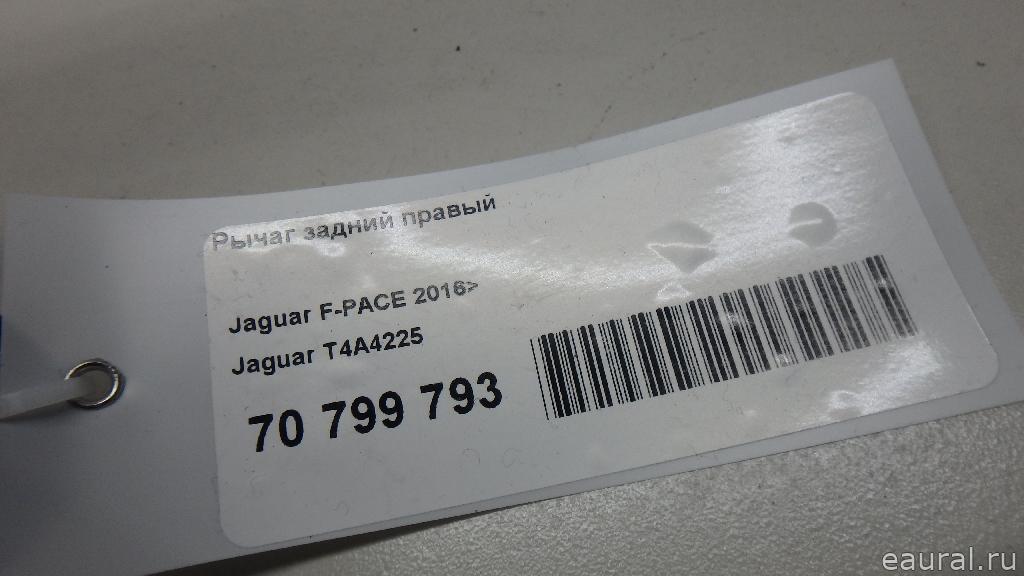 Рычаг задний правый
Jaguar F-PACE 2016>
Jaguar T4A4225
70 799 793
eaural.ru